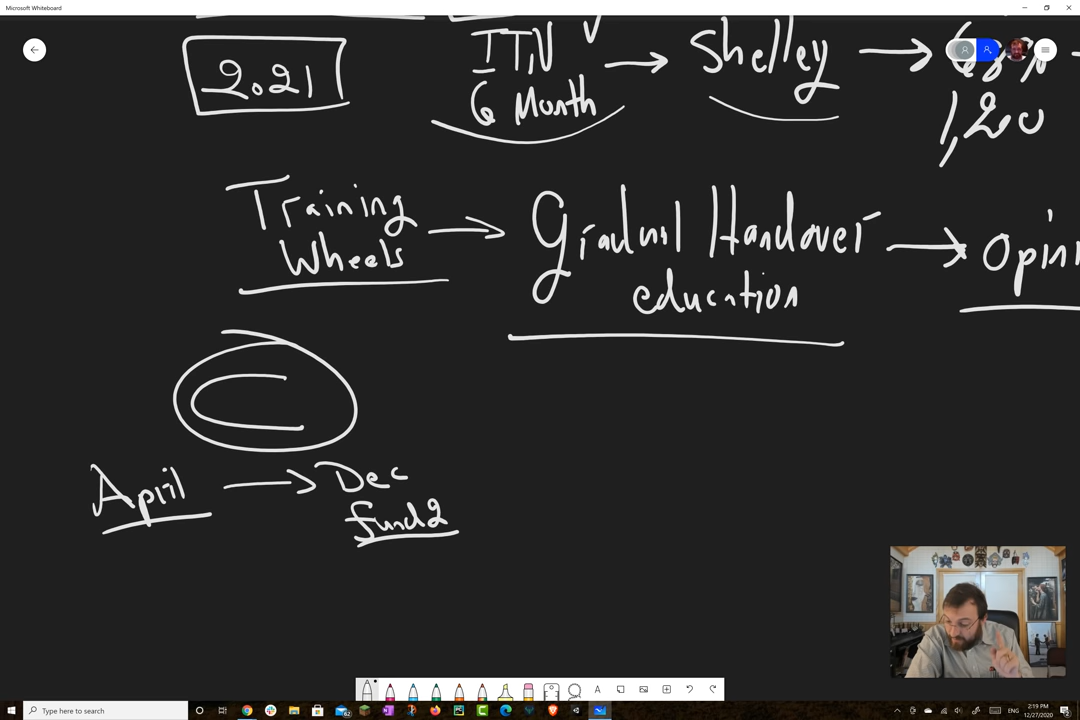 Microsoft Whiteboard
2021
ITN
6 Month
Shelley
1,200
Training
Wheels
Gradual Handover
education
April
Dec
fund2
Type here to search
62
ENG
2:19 PM
12/27/2020